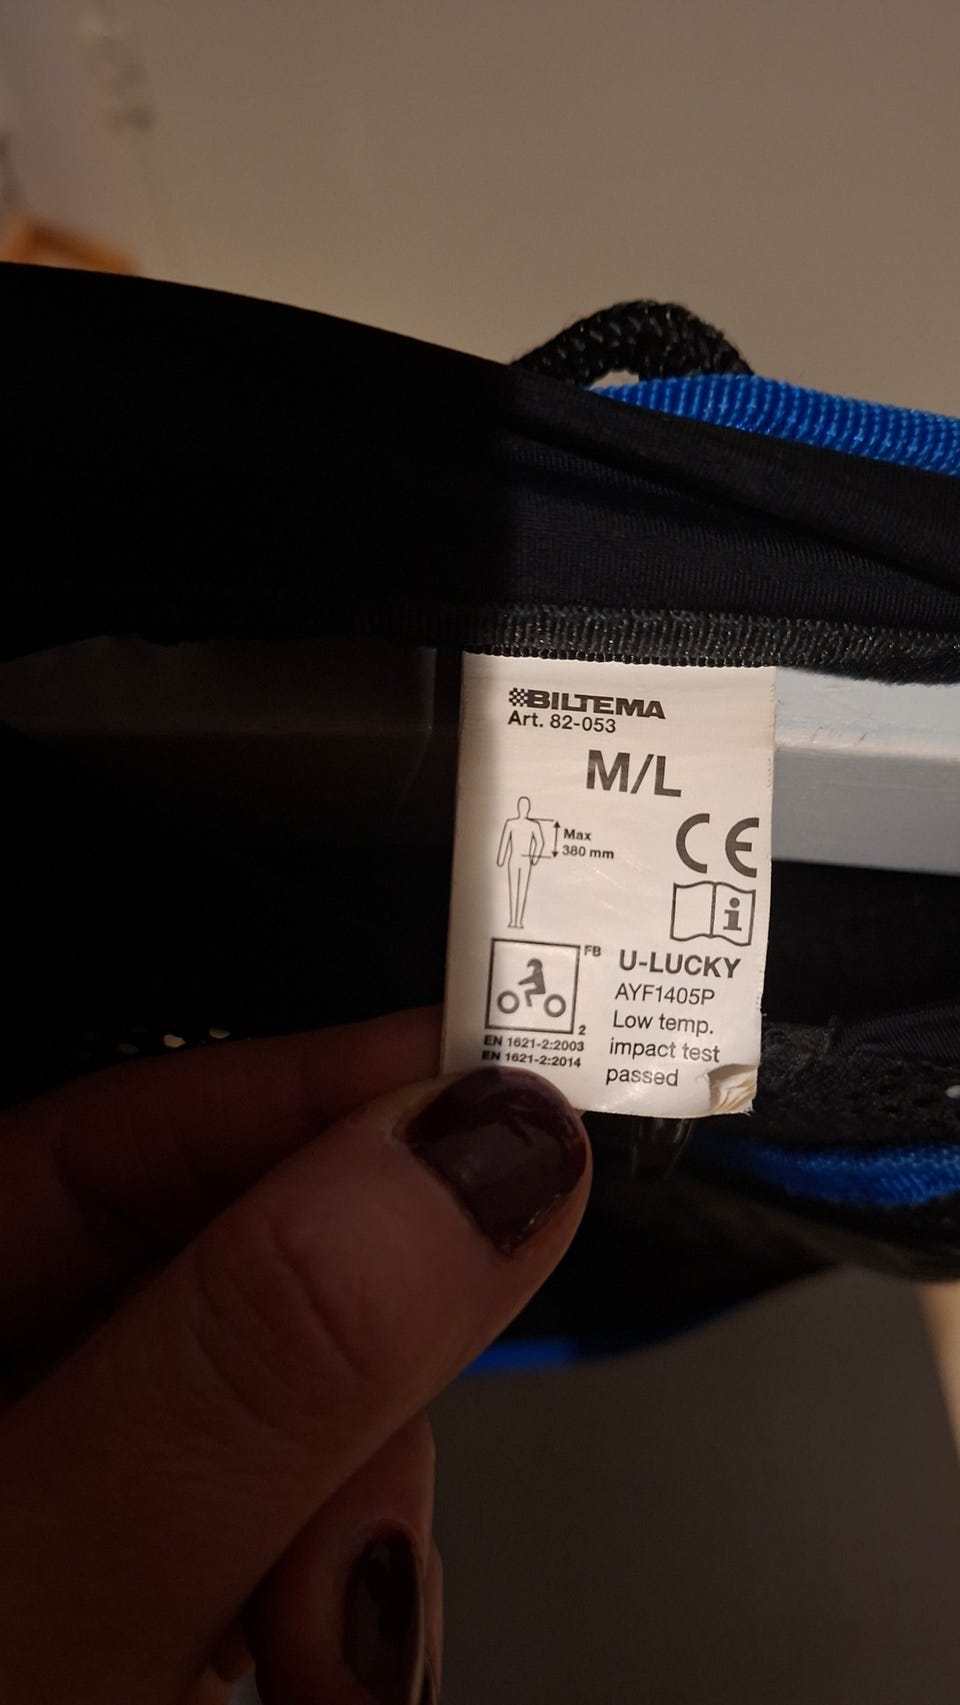 BILTEMA
Art. 82-053
M/L
Max
380 mm
CE
i
FB
2
EN 1621-2:2003
EN 1621-2:2014
U-LUCKY
AYF1405P
Low temp.
impact test
passed